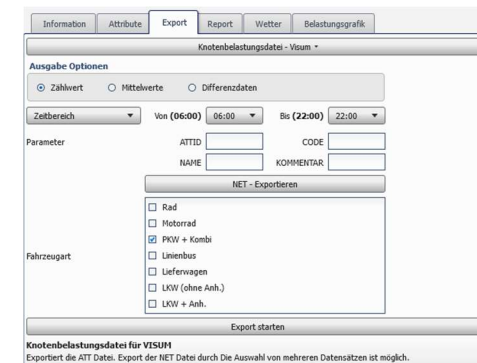 Information Attribute Export Report Wetter Belastungsgrafik
Knotenbelastungsdatei - Visum
Ausgabe Optionen
Zählwert Mittelwerte Differenzdaten
Zeitbereich Von (06:00) 06:00 Bis (22:00) 22:00
Parameter ATTID CODE
NAME KOMMENTAR
NET - Exportieren
Rad
Motorrad
PKW + Kombi
Fahrzeugart Linienbus
Lieferwagen
LKW (ohne Anh.)
LKW + Anh.
Export starten
Knotenbelastungsdatei für VISUM
Exportiert die ATT Datei. Export der NET Datei durch Die Auswahl von mehreren Datensätzen ist möglich.